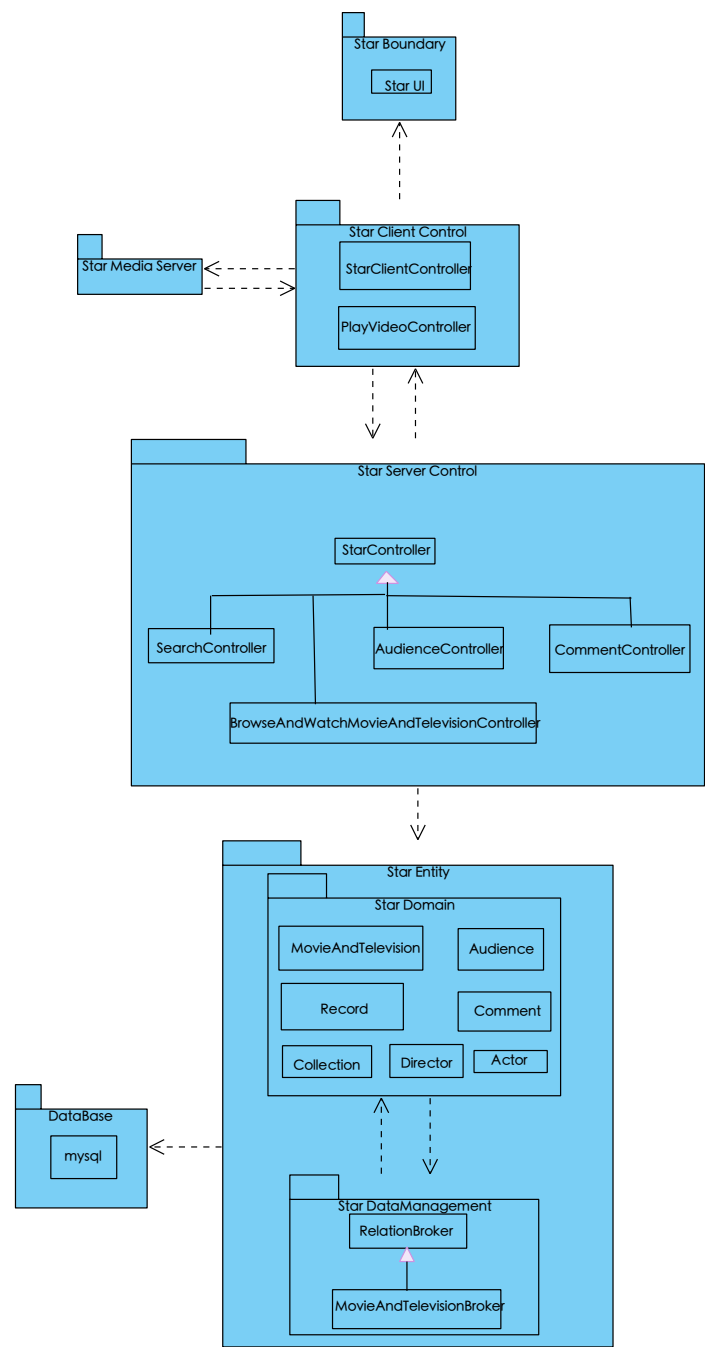 Star Boundary
Star UI
Star Client Control
StarClientController
Star Media Server
PlayVideoController
Star Server Control
StarController
SearchController
AudienceController
CommentController
BrowseAndWatchMovieAndTelevisionController
Star Entity
Star Domain
MovieAndTelevision
Audience
Record
Comment
Collection
Director
Actor
DataBase
mysql
Star DataManagement
RelationBroker
MovieAndTelevisionBroker